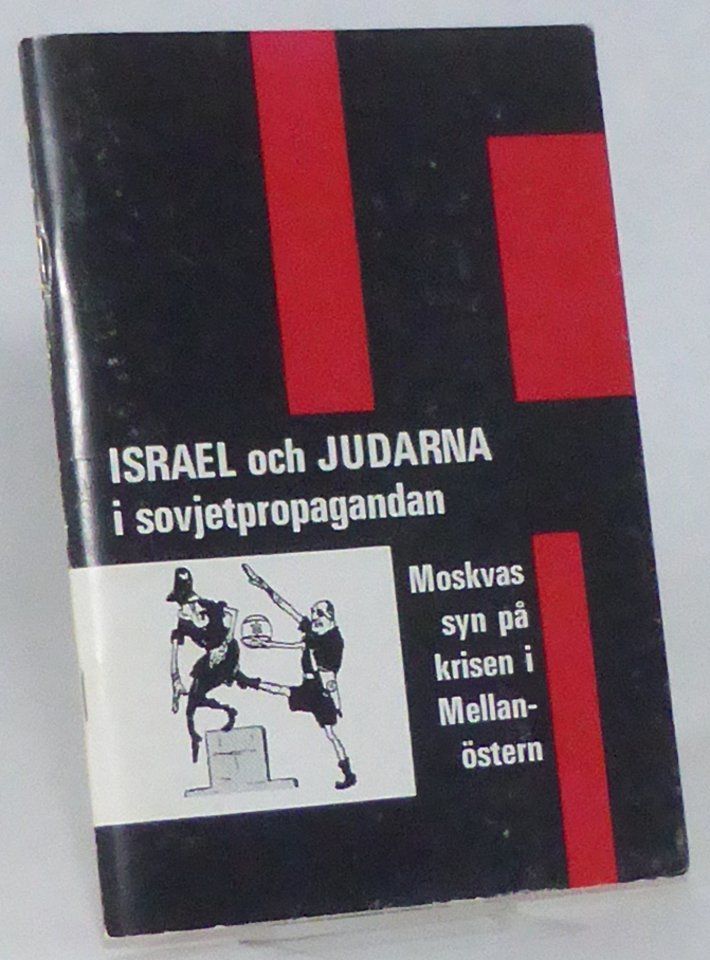 ISRAEL och JUDARNA
i sovjetpropagandan
Moskvas
syn på
krisen i
Mellan-
östern